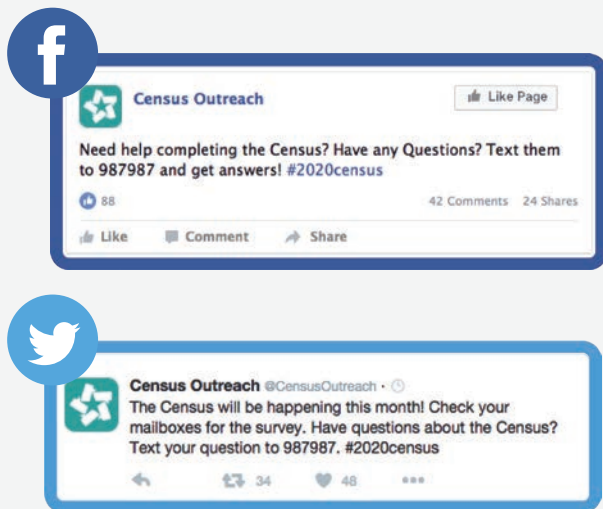 f
Census Outreach
Like Page
Need help completing the Census? Have any Questions? Text them
to 987987 and get answers! #2020census
88
42 Comments 24 Shares
Like Comment Share
Census Outreach @CensusOutreach ·
The Census will be happening this month! Check your
mailboxes for the survey. Have questions about the Census?
Text your question to 987987. #2020census
34 48